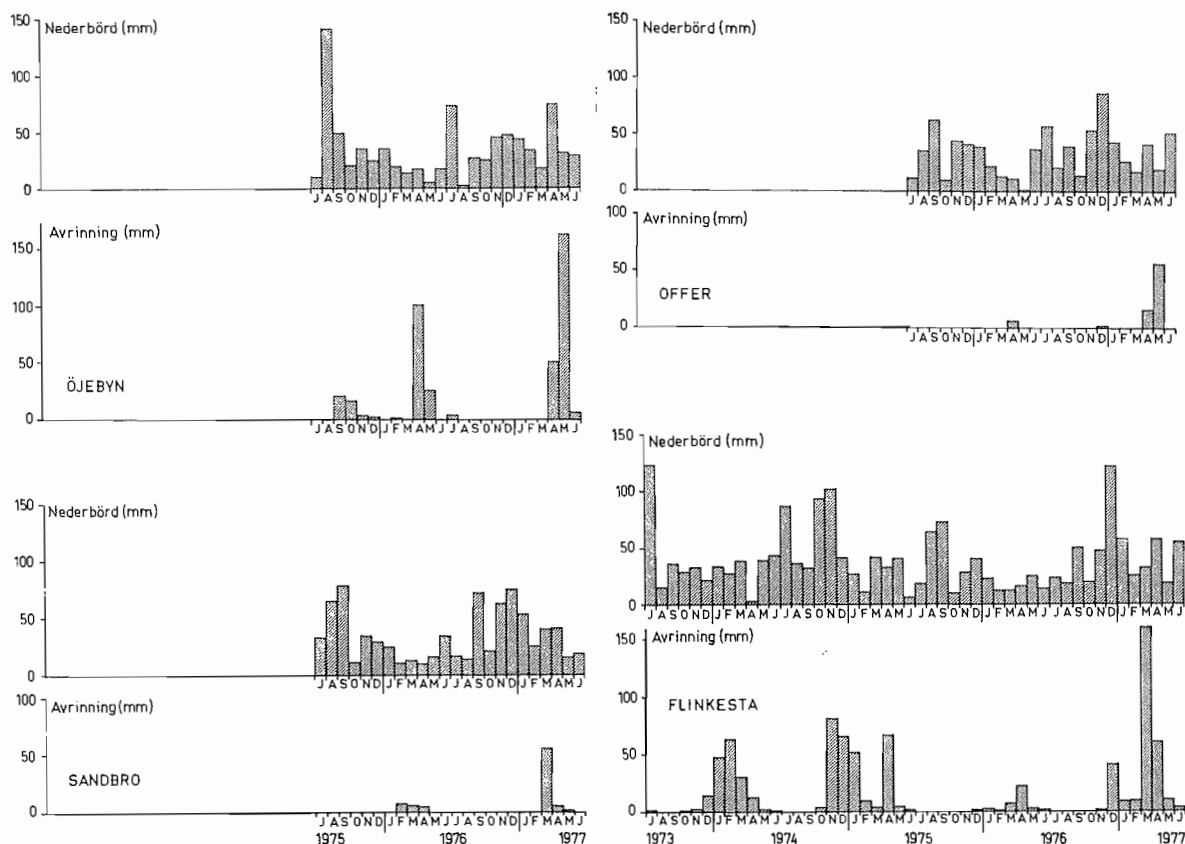 150
Nederbörd (mm)
100
50
0
J A S O N D J F M A M J J A S O N D J F M A M J
Avrinning (mm)
150
100
50
0
ÖJEBYN
J A S O N D J F M A M J J A S O N D J F M A M J
150
Nederbörd (mm)
100
50
0
J A S O N D J F M A M J J A S O N D J F M A M J
100
Avrinning (mm)
50
0
OFFER
J A S O N D J F M A M J J A S O N D J F M A M J
150
Nederbörd (mm)
100
50
0
J A S O N D J F M A M J J A S O N D J F M A M J
100
Avrinning (mm)
50
0
SANDBRO
J A S O N D J F M A M J J A S O N D J F M A M J
1975 1976 1977
150
Nederbörd (mm)
100
50
0
J A S O N D J F M A M J J A S O N D J F M A M J J A S O N D J F M A M J J A S O N D J F M A M J
150
Avrinning (mm)
100
50
0
FLINKESTA
J A S O N D J F M A M J J A S O N D J F M A M J J A S O N D J F M A M J J A S O N D J F M A M J
1973 1974 1975 1976 1977